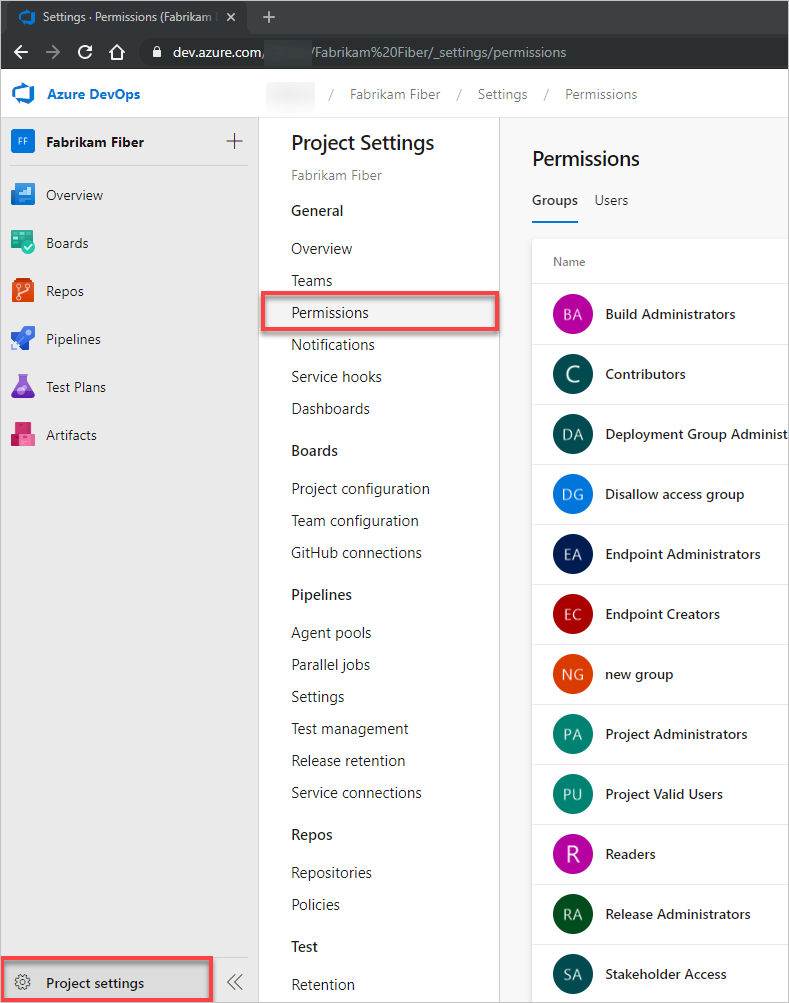 Settings · Permissions (Fabrikam
dev.azure.com/ /Fabrikam%20Fiber/_settings/permissions
Azure DevOps
/ Fabrikam Fiber / Settings / Permissions
FF Fabrikam Fiber
Overview
Boards
Repos
Pipelines
Test Plans
Artifacts
Project settings
Project Settings
Fabrikam Fiber
General
Overview
Teams
Permissions
Notifications
Service hooks
Dashboards
Boards
Project configuration
Team configuration
GitHub connections
Pipelines
Agent pools
Parallel jobs
Settings
Test management
Release retention
Service connections
Repos
Repositories
Policies
Test
Retention
Permissions
Groups Users
Name
BA Build Administrators
C Contributors
DA Deployment Group Administ
DG Disallow access group
EA Endpoint Administrators
EC Endpoint Creators
NG new group
PA Project Administrators
PU Project Valid Users
R Readers
RA Release Administrators
SA Stakeholder Access